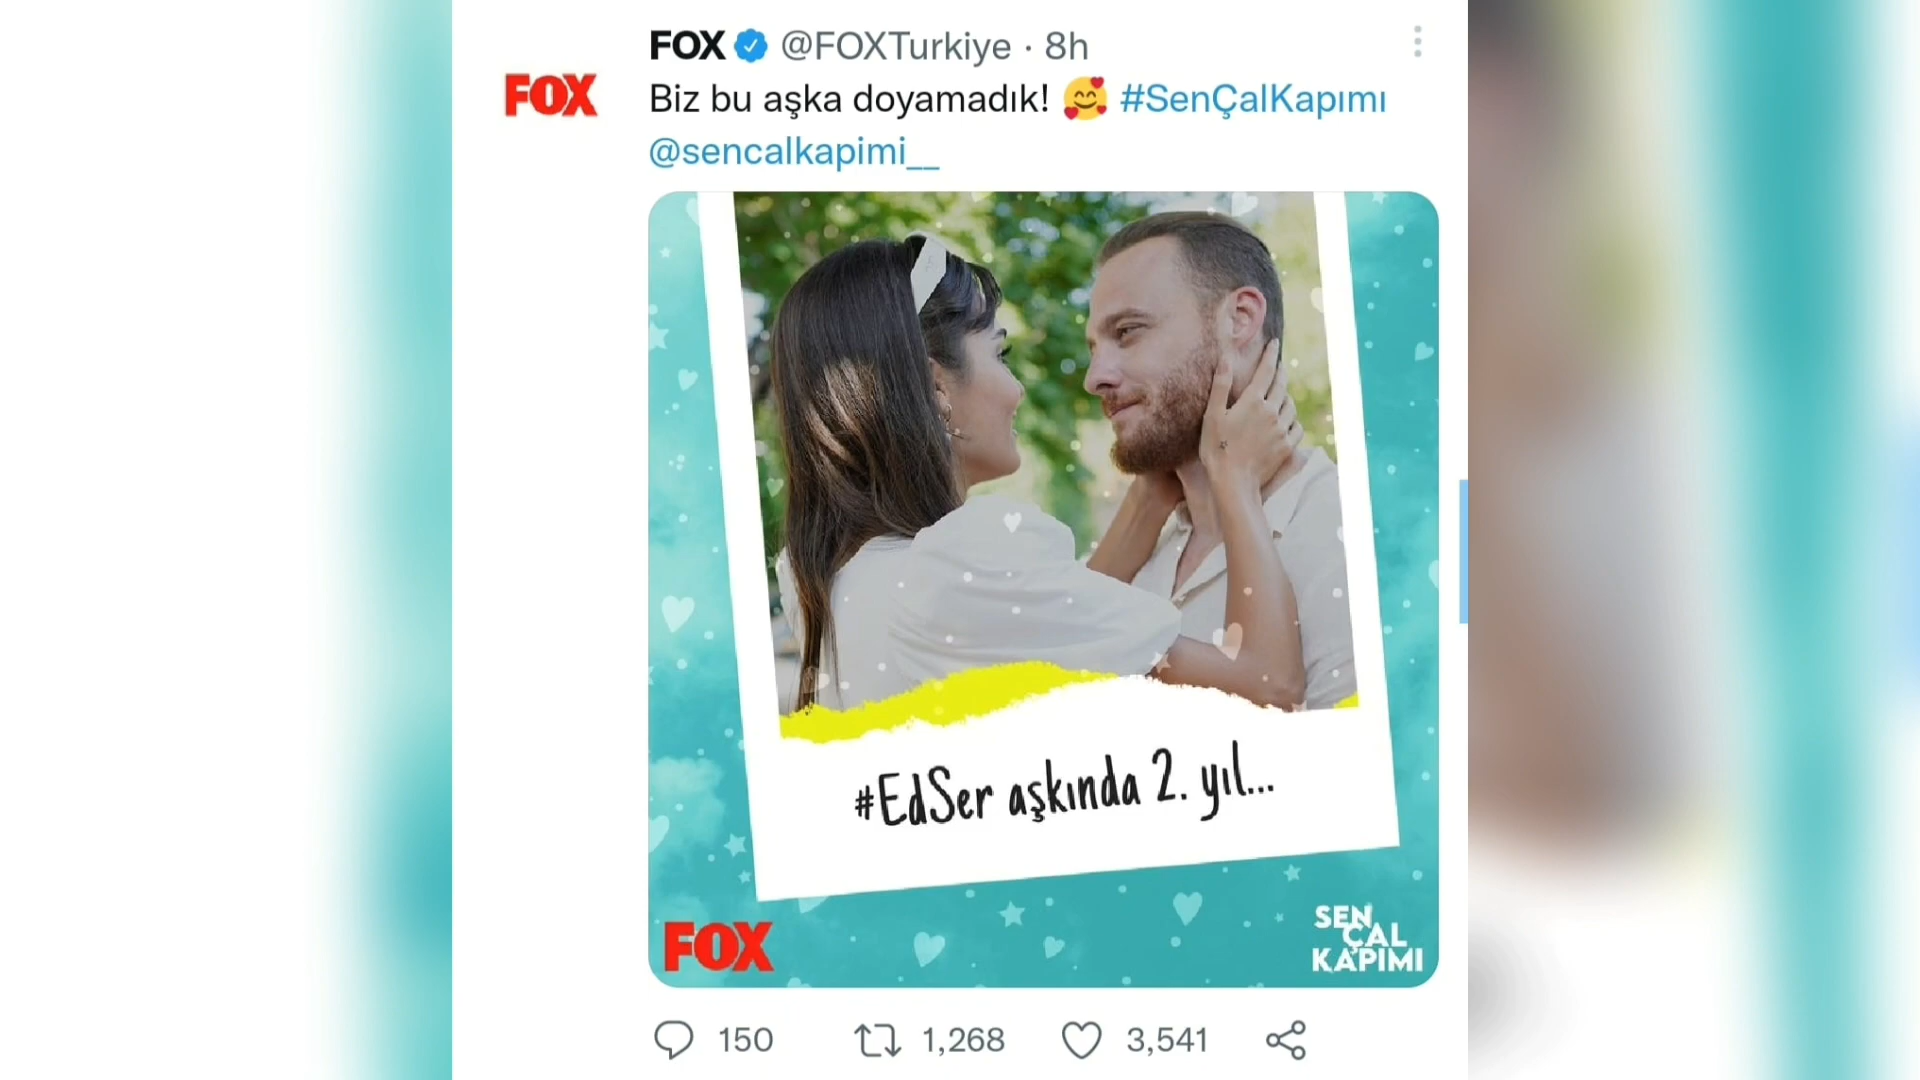 FOX @FOXTurkiye · 8h
FOX
Biz bu aşka doyamadık! 🥰 #SenÇalKapımı
@sencalkapimi__
#EdSer aşkında 2. yıl...
FOX
SEN
ÇAL
KAPIMI
150 1,268 3,541